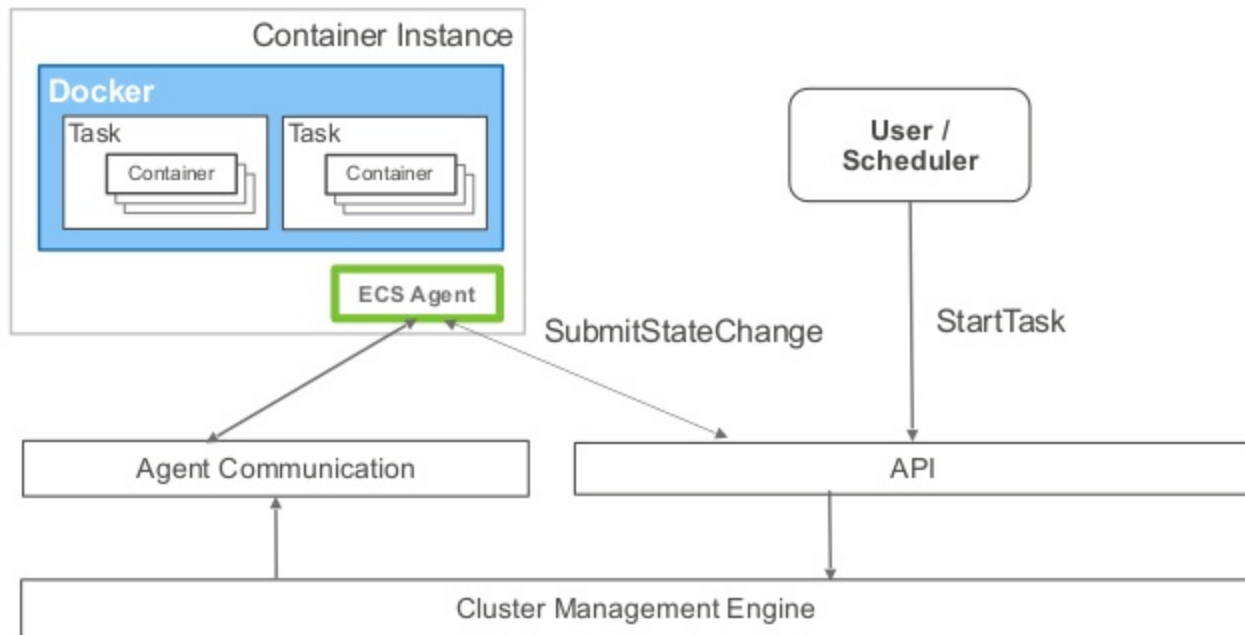 Container Instance
Docker
Task
Task
Container
Container
User /
Scheduler
ECS Agent
SubmitStateChange
StartTask
Agent Communication
API
Cluster Management Engine